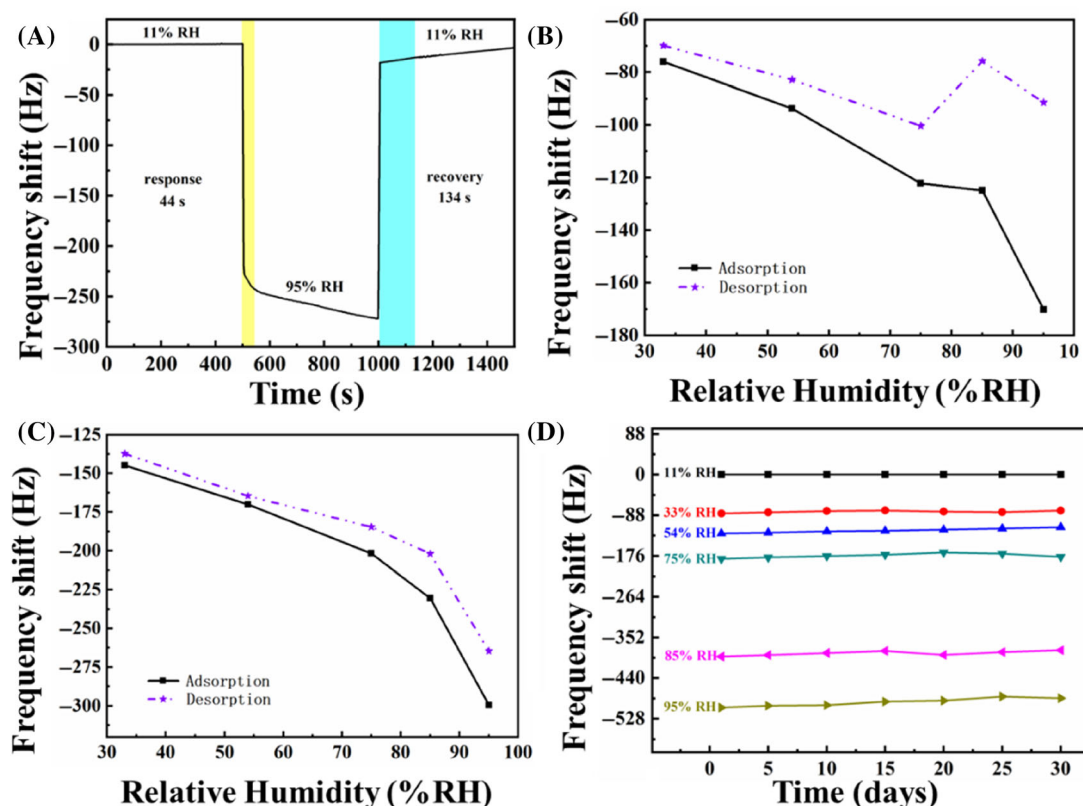 (A)
11% RH
11% RH
response
44 s
recovery
134 s
95% RH
0
−50
−100
−150
−200
−250
−300
0 200 400 600 800 1000 1200 1400
Frequency shift (Hz)
Time (s)
(B)
−60
−80
−100
−120
−140
−160
−180
Adsorption
Desorption
30 40 50 60 70 80 90 10
Frequency shift (Hz)
Relative Humidity (%RH)
(C)
−125
−150
−175
−200
−225
−250
−275
−300
Adsorption
Desorption
30 40 50 60 70 80 90 100
Frequency shift (Hz)
Relative Humidity (%RH)
(D)
88
0
−88
−176
−264
−352
−440
−528
11% RH
33% RH
54% RH
75% RH
85% RH
95% RH
0 5 10 15 20 25 30
Frequency shift (Hz)
Time (days)